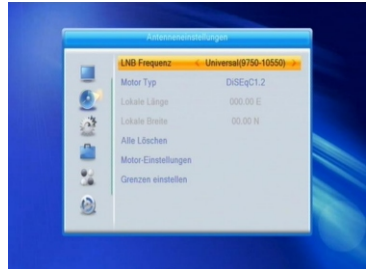 Antenneneinstellungen
LNB Frequenz < Universal(9750-10550) >
Motor Typ DiSEqC1.2
Lokale Länge 000.00 E
Lokale Breite 00.00 N
Alle Löschen
Motor-Einstellungen
Grenzen einstellen